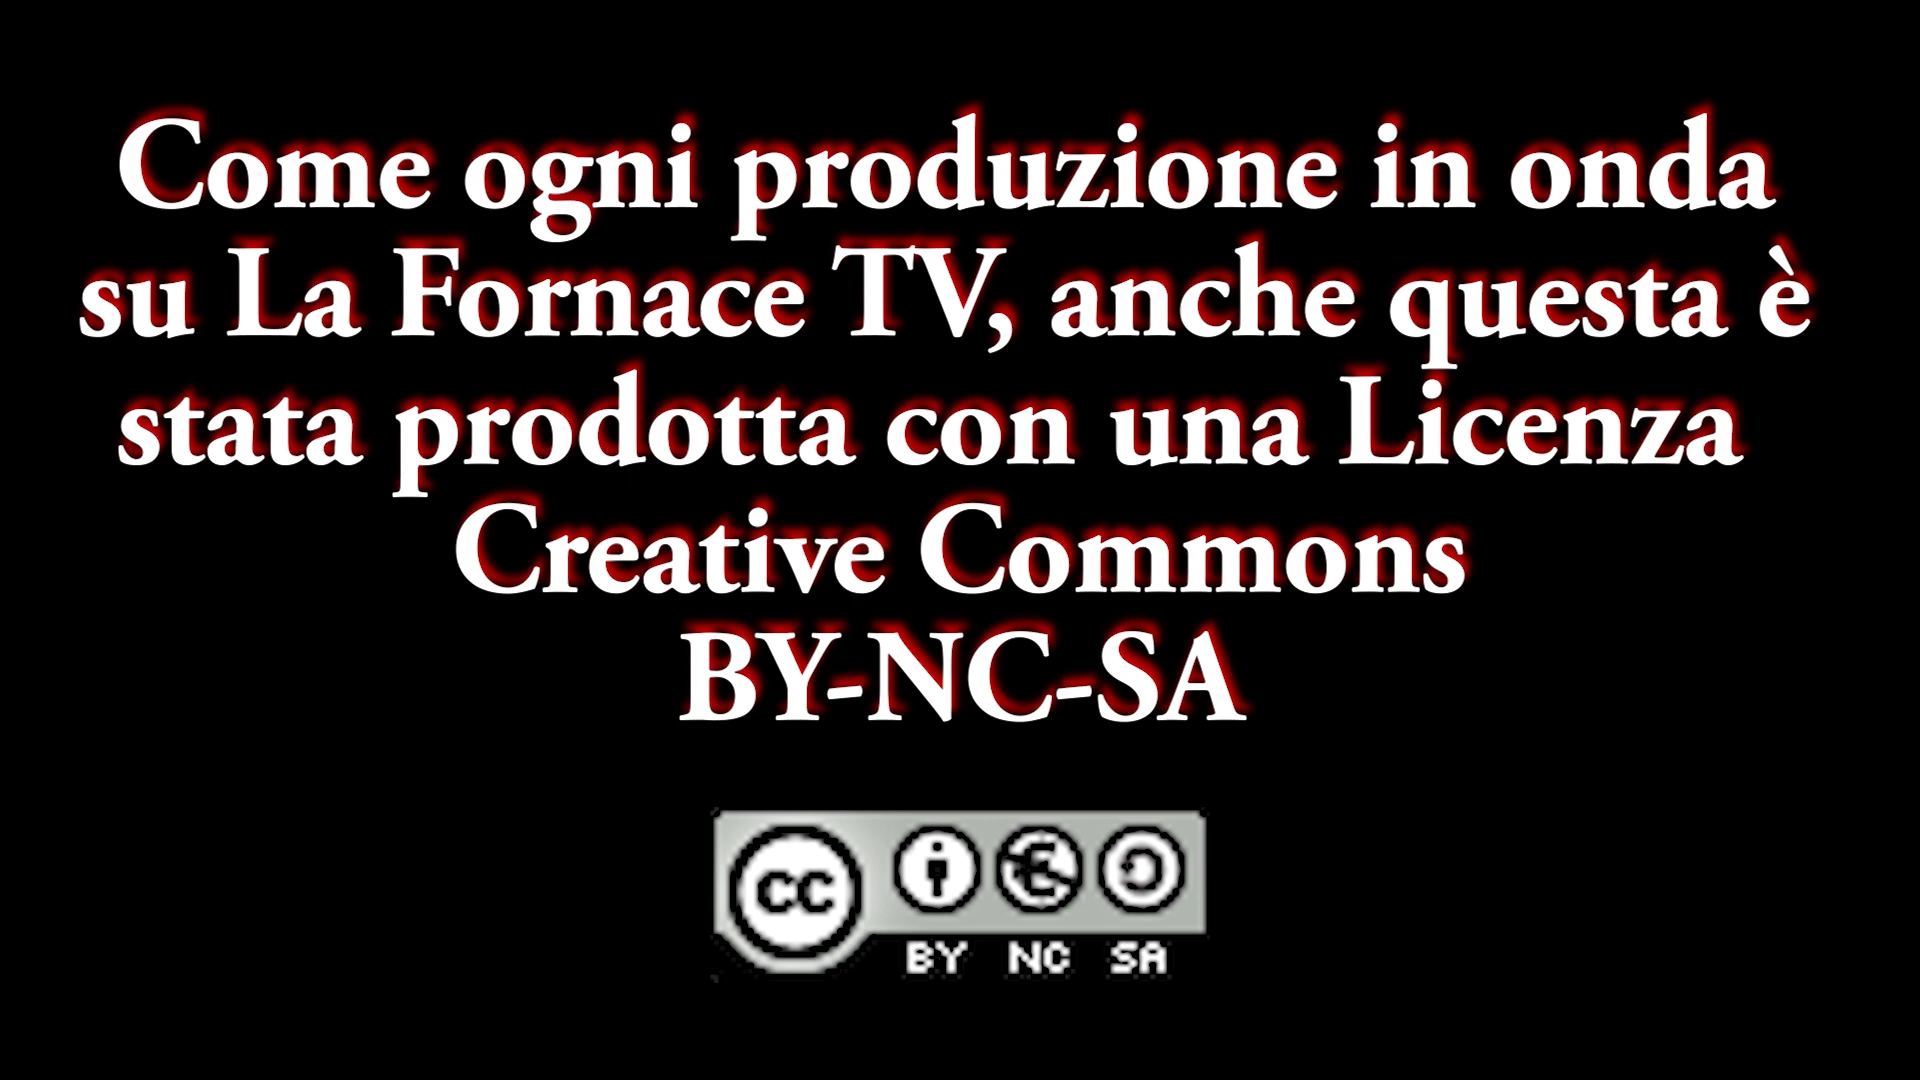 Come ogni produzione in onda
su La Fornace TV, anche questa è
stata prodotta con una Licenza
Creative Commons
BY-NC-SA
cc
BY NC SA